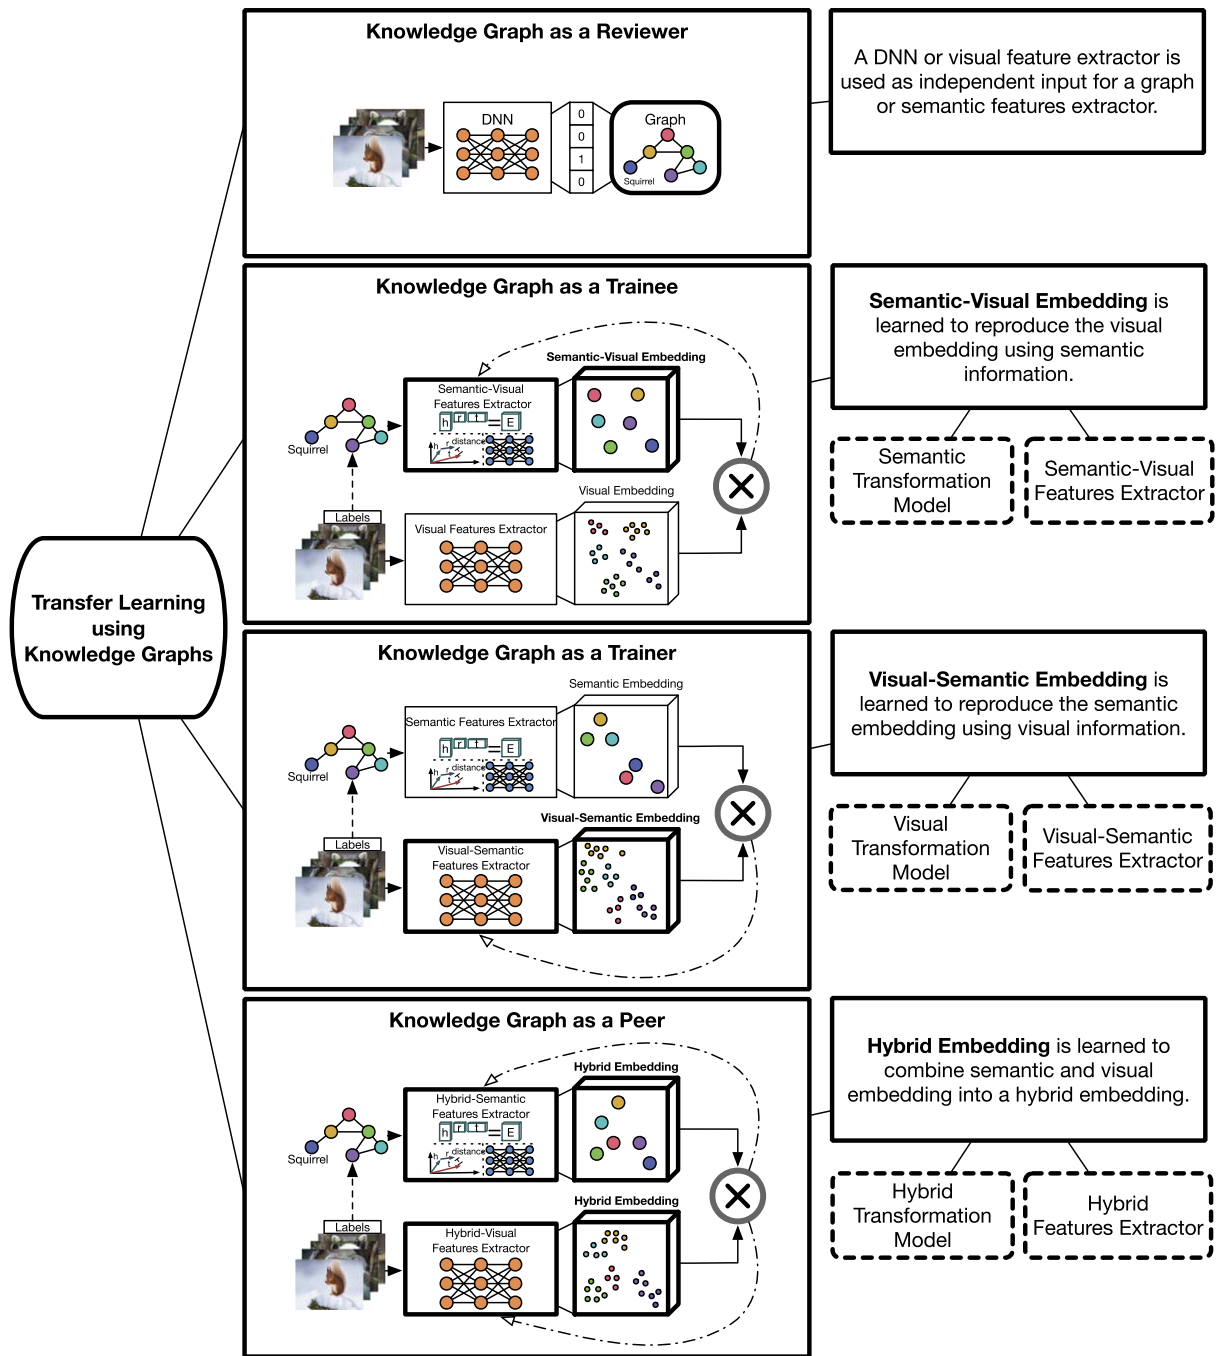 Knowledge Graph as a Reviewer
DNN
0
0
1
0
Graph
Squirrel
A DNN or visual feature extractor is
used as independent input for a graph
or semantic features extractor.
Transfer Learning
using
Knowledge Graphs
Knowledge Graph as a Trainee
Semantic-Visual Embedding
Semantic-Visual
Features Extractor
h r t = E
h r t distance
Squirrel
Labels
Visual Embedding
Visual Features Extractor
Semantic-Visual Embedding is
learned to reproduce the visual
embedding using semantic
information.
Semantic
Transformation
Model
Semantic-Visual
Features Extractor
Knowledge Graph as a Trainer
Semantic Embedding
Semantic Features Extractor
h r t = E
h r t distance
Squirrel
Labels
Visual-Semantic Embedding
Visual-Semantic
Features Extractor
Visual-Semantic Embedding is
learned to reproduce the semantic
embedding using visual information.
Visual
Transformation
Model
Visual-Semantic
Features Extractor
Knowledge Graph as a Peer
Hybrid Embedding
Hybrid-Semantic
Features Extractor
h r t = E
h r t distance
Squirrel
Labels
Hybrid Embedding
Hybrid-Visual
Features Extractor
Hybrid Embedding is learned to
combine semantic and visual
embedding into a hybrid embedding.
Hybrid
Transformation
Model
Hybrid
Features Extractor